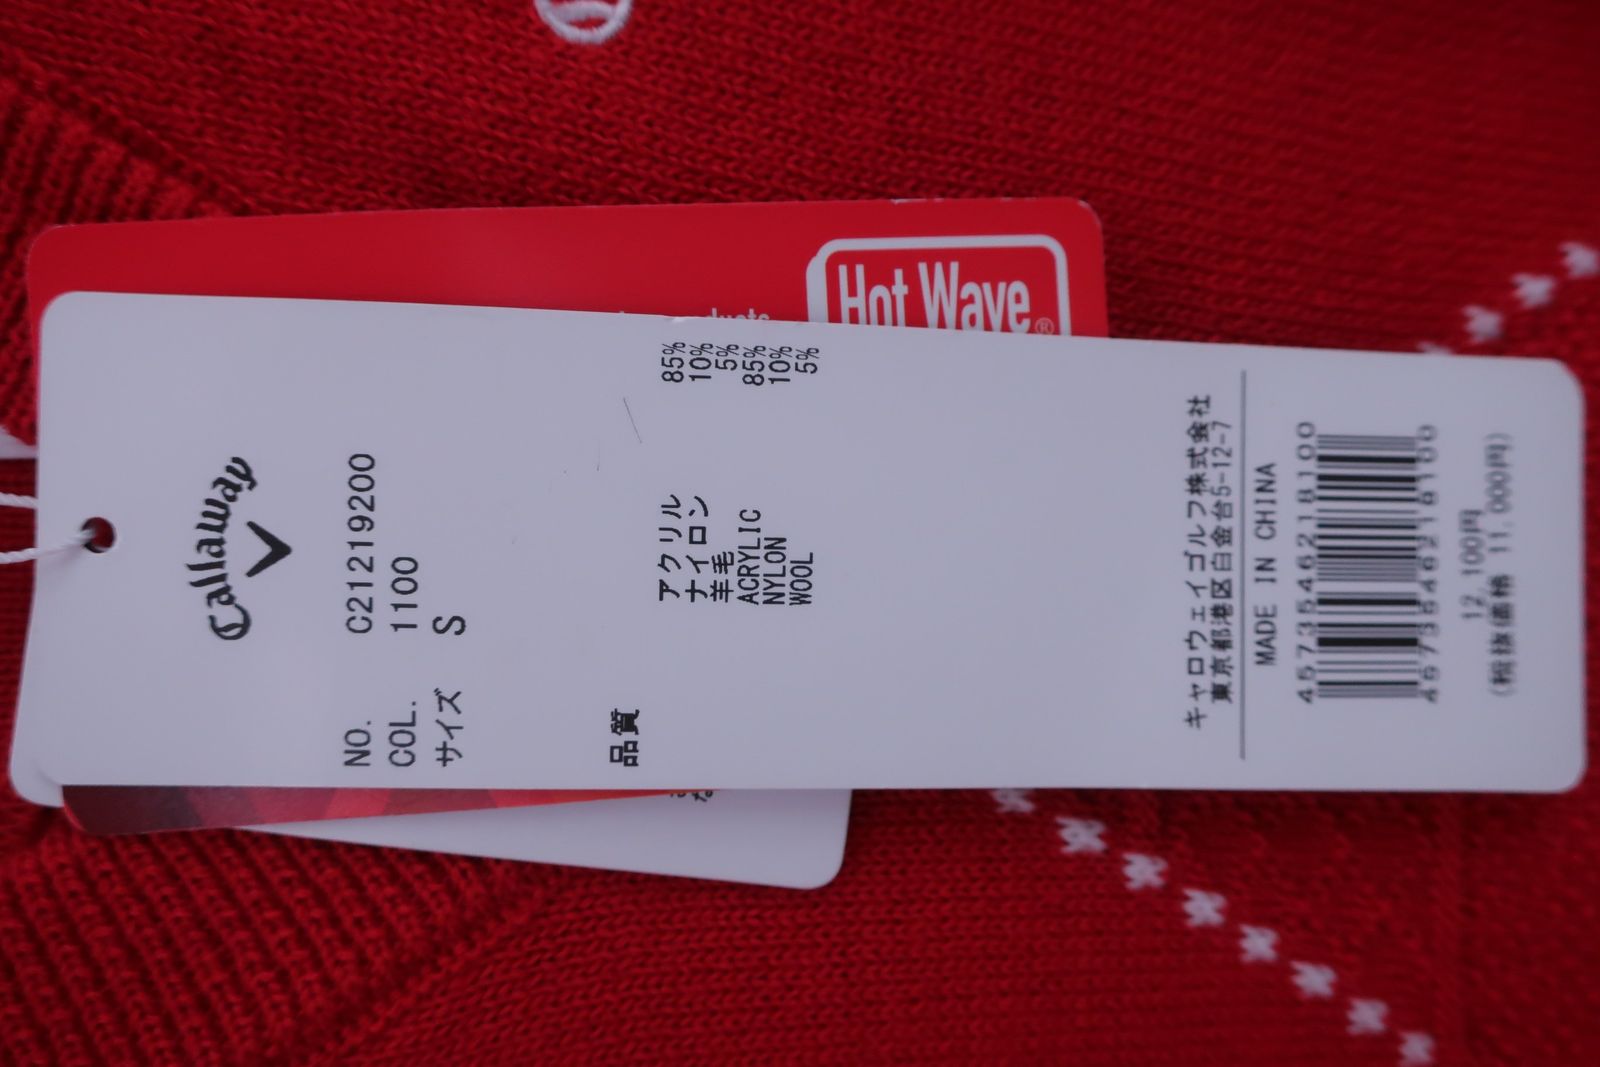 Hot Wave®
Callaway
NO. C21219200
COL. 1100
サイズ S
品質
アクリル 85%
ナイロン 10%
羊毛 5%
ACRYLIC 85%
NYLON 10%
WOOL 5%
キャロウェイゴルフ株式会社
東京都港区白金台5-12-7
MADE IN CHINA
4573546218100
4573546218100
12,100円
(税抜価格 11,000円)